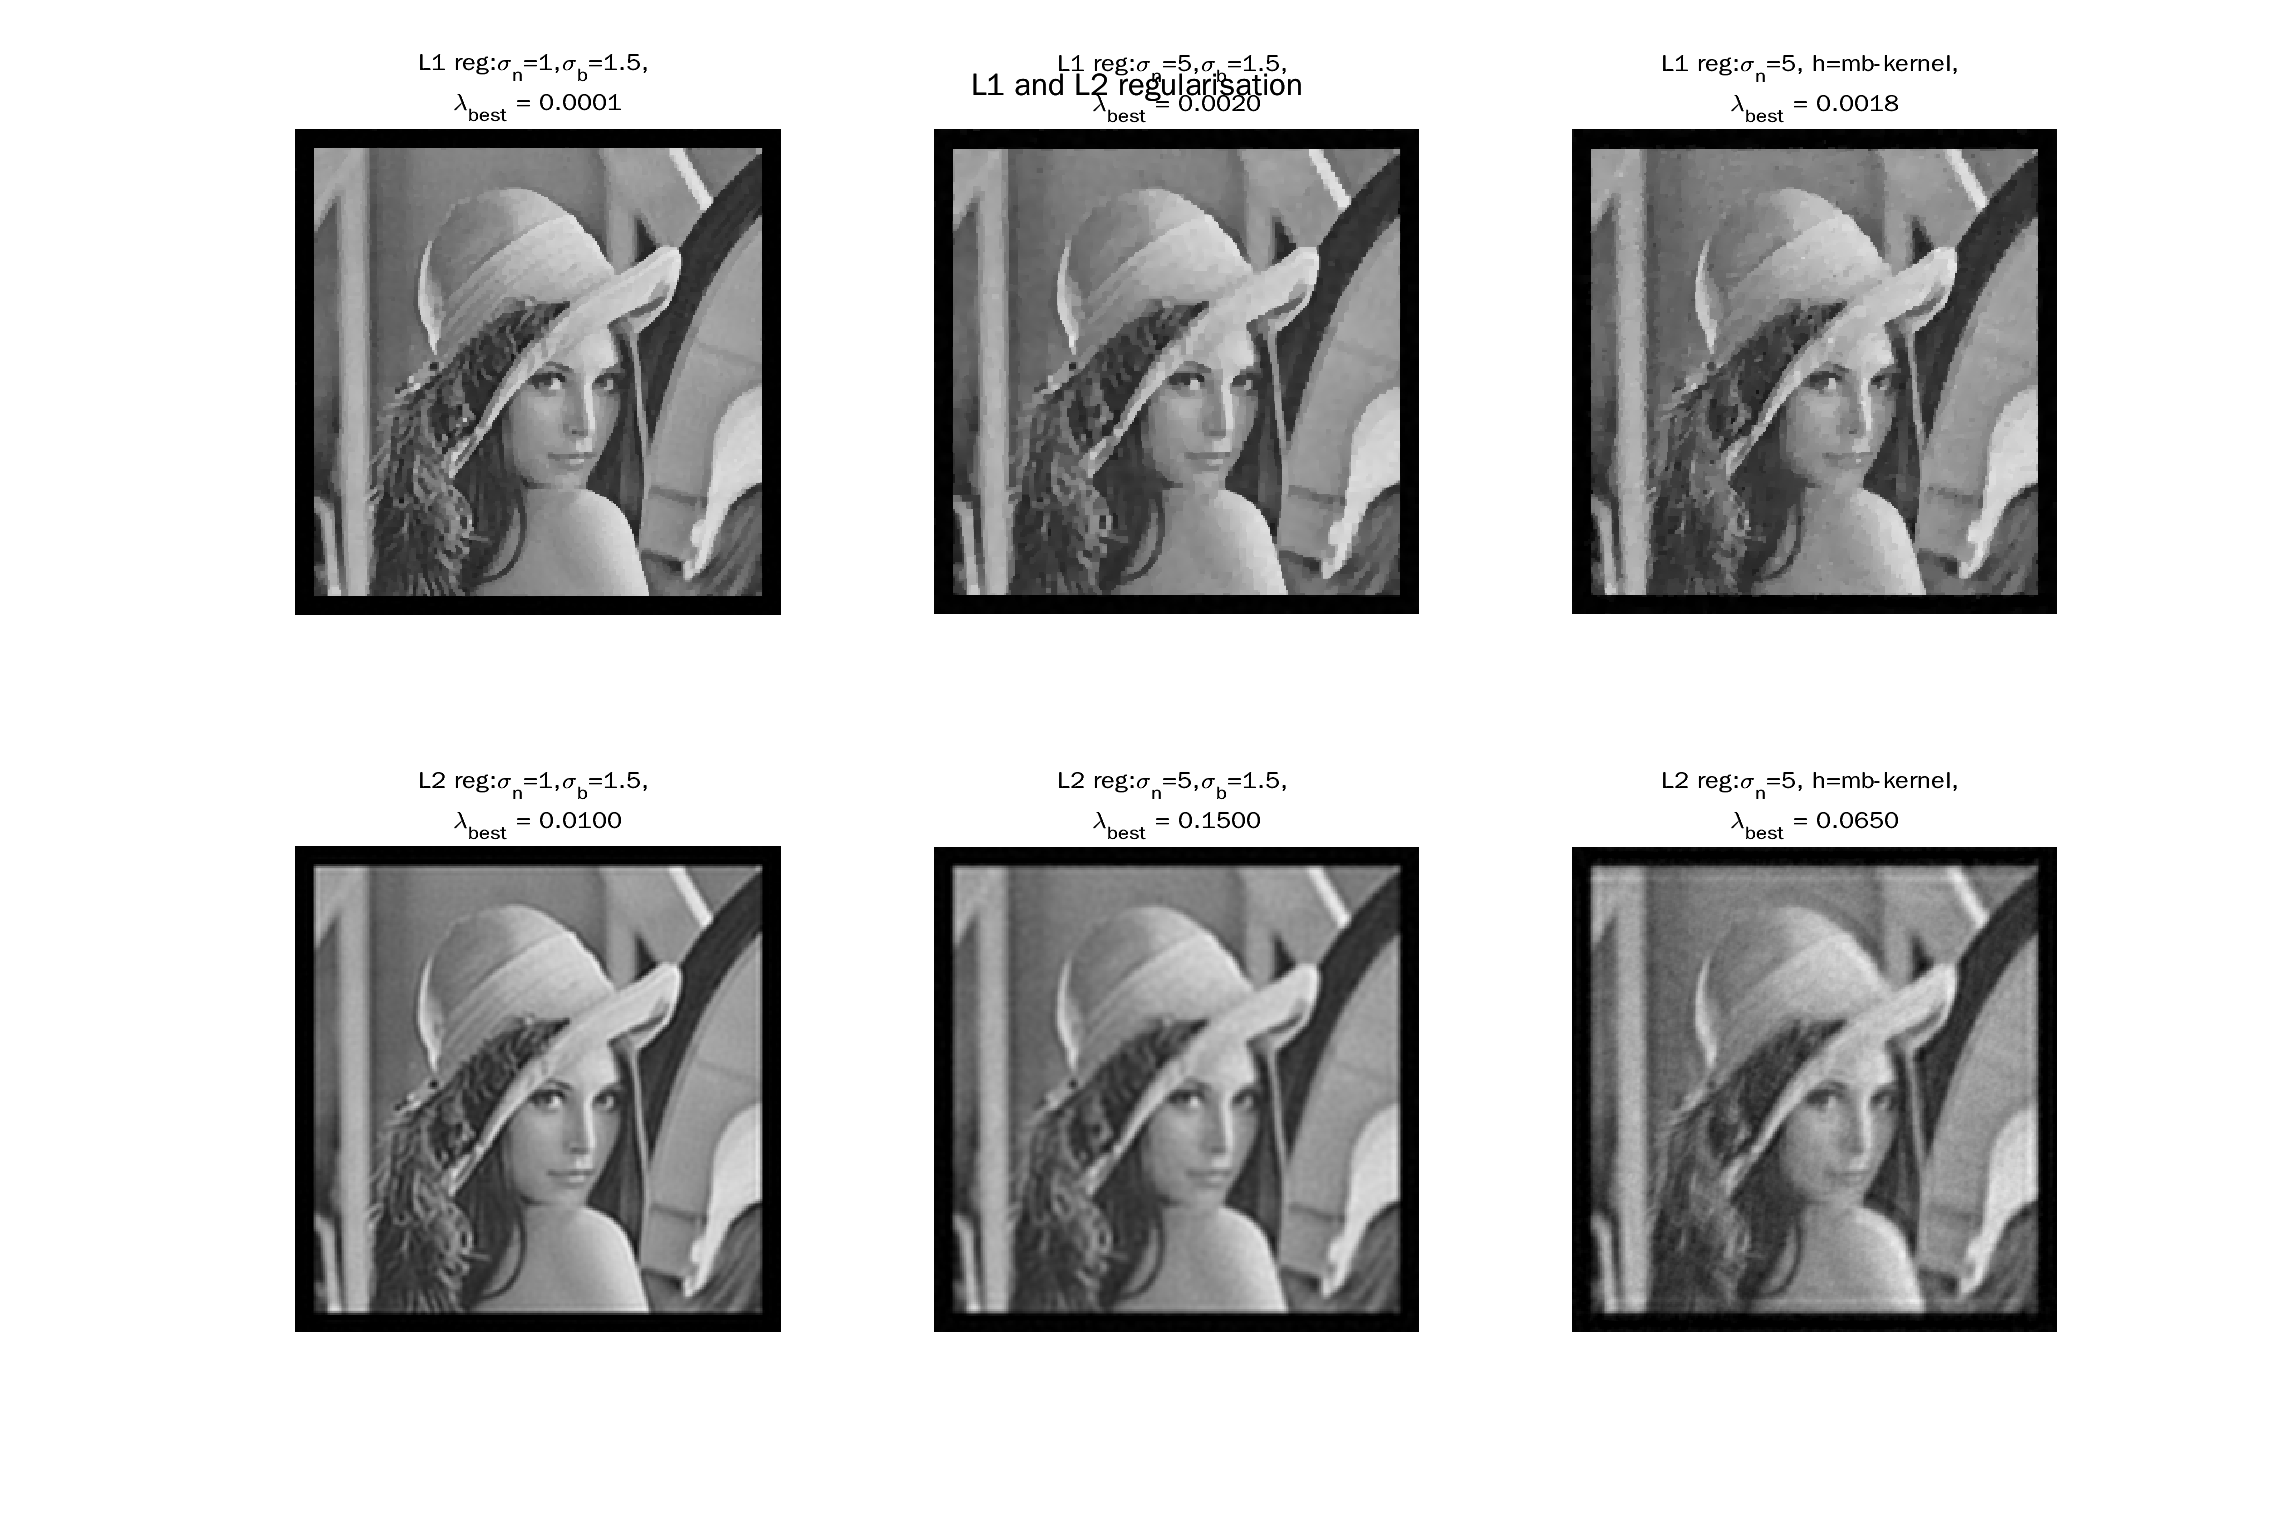 L1 and L2 regularisation
L1 reg:σn=1,σb=1.5,
λbest = 0.0001
L1 reg:σn=5,σb=1.5,
λbest = 0.0020
L1 reg:σn=5, h=mb-kernel,
λbest = 0.0018
L2 reg:σn=1,σb=1.5,
λbest = 0.0100
L2 reg:σn=5,σb=1.5,
λbest = 0.1500
L2 reg:σn=5, h=mb-kernel,
λbest = 0.0650